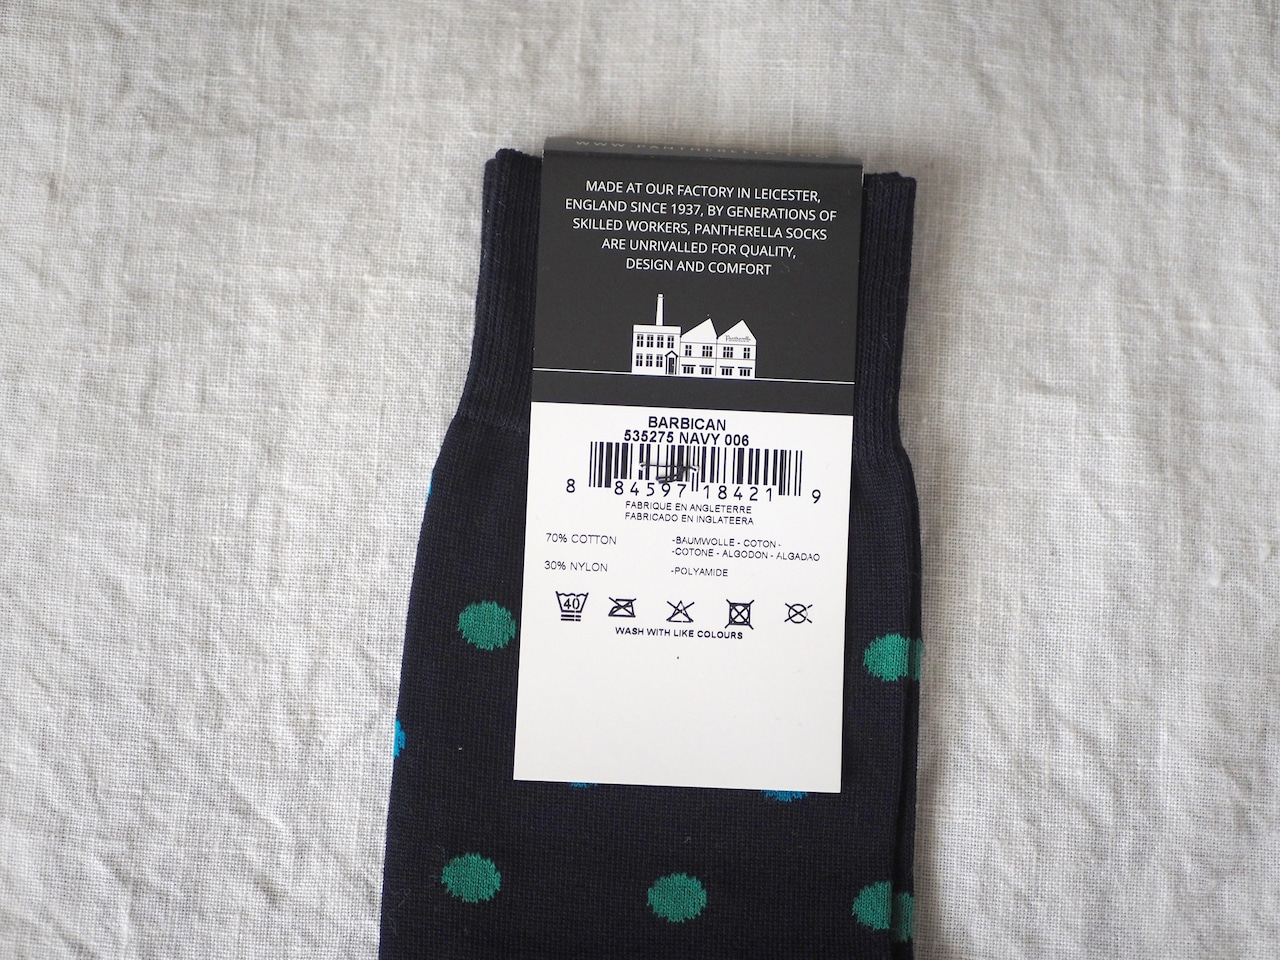 MADE AT OUR FACTORY IN LEICESTER,
ENGLAND SINCE 1937, BY GENERATIONS OF
SKILLED WORKERS, PANTHERELLA SOCKS
ARE UNRIVALLED FOR QUALITY,
DESIGN AND COMFORT
Pantherella
BARBICAN
535275 NAVY 006
8 84597 18421 9
FABRIQUE EN ANGLETERRE
FABRICADO EN INGLATEERA
70% COTTON -BAUMWOLLE - COTON -
-COTONE - ALGODON - ALGADAO
30% NYLON -POLYAMIDE
40
WASH WITH LIKE COLOURS